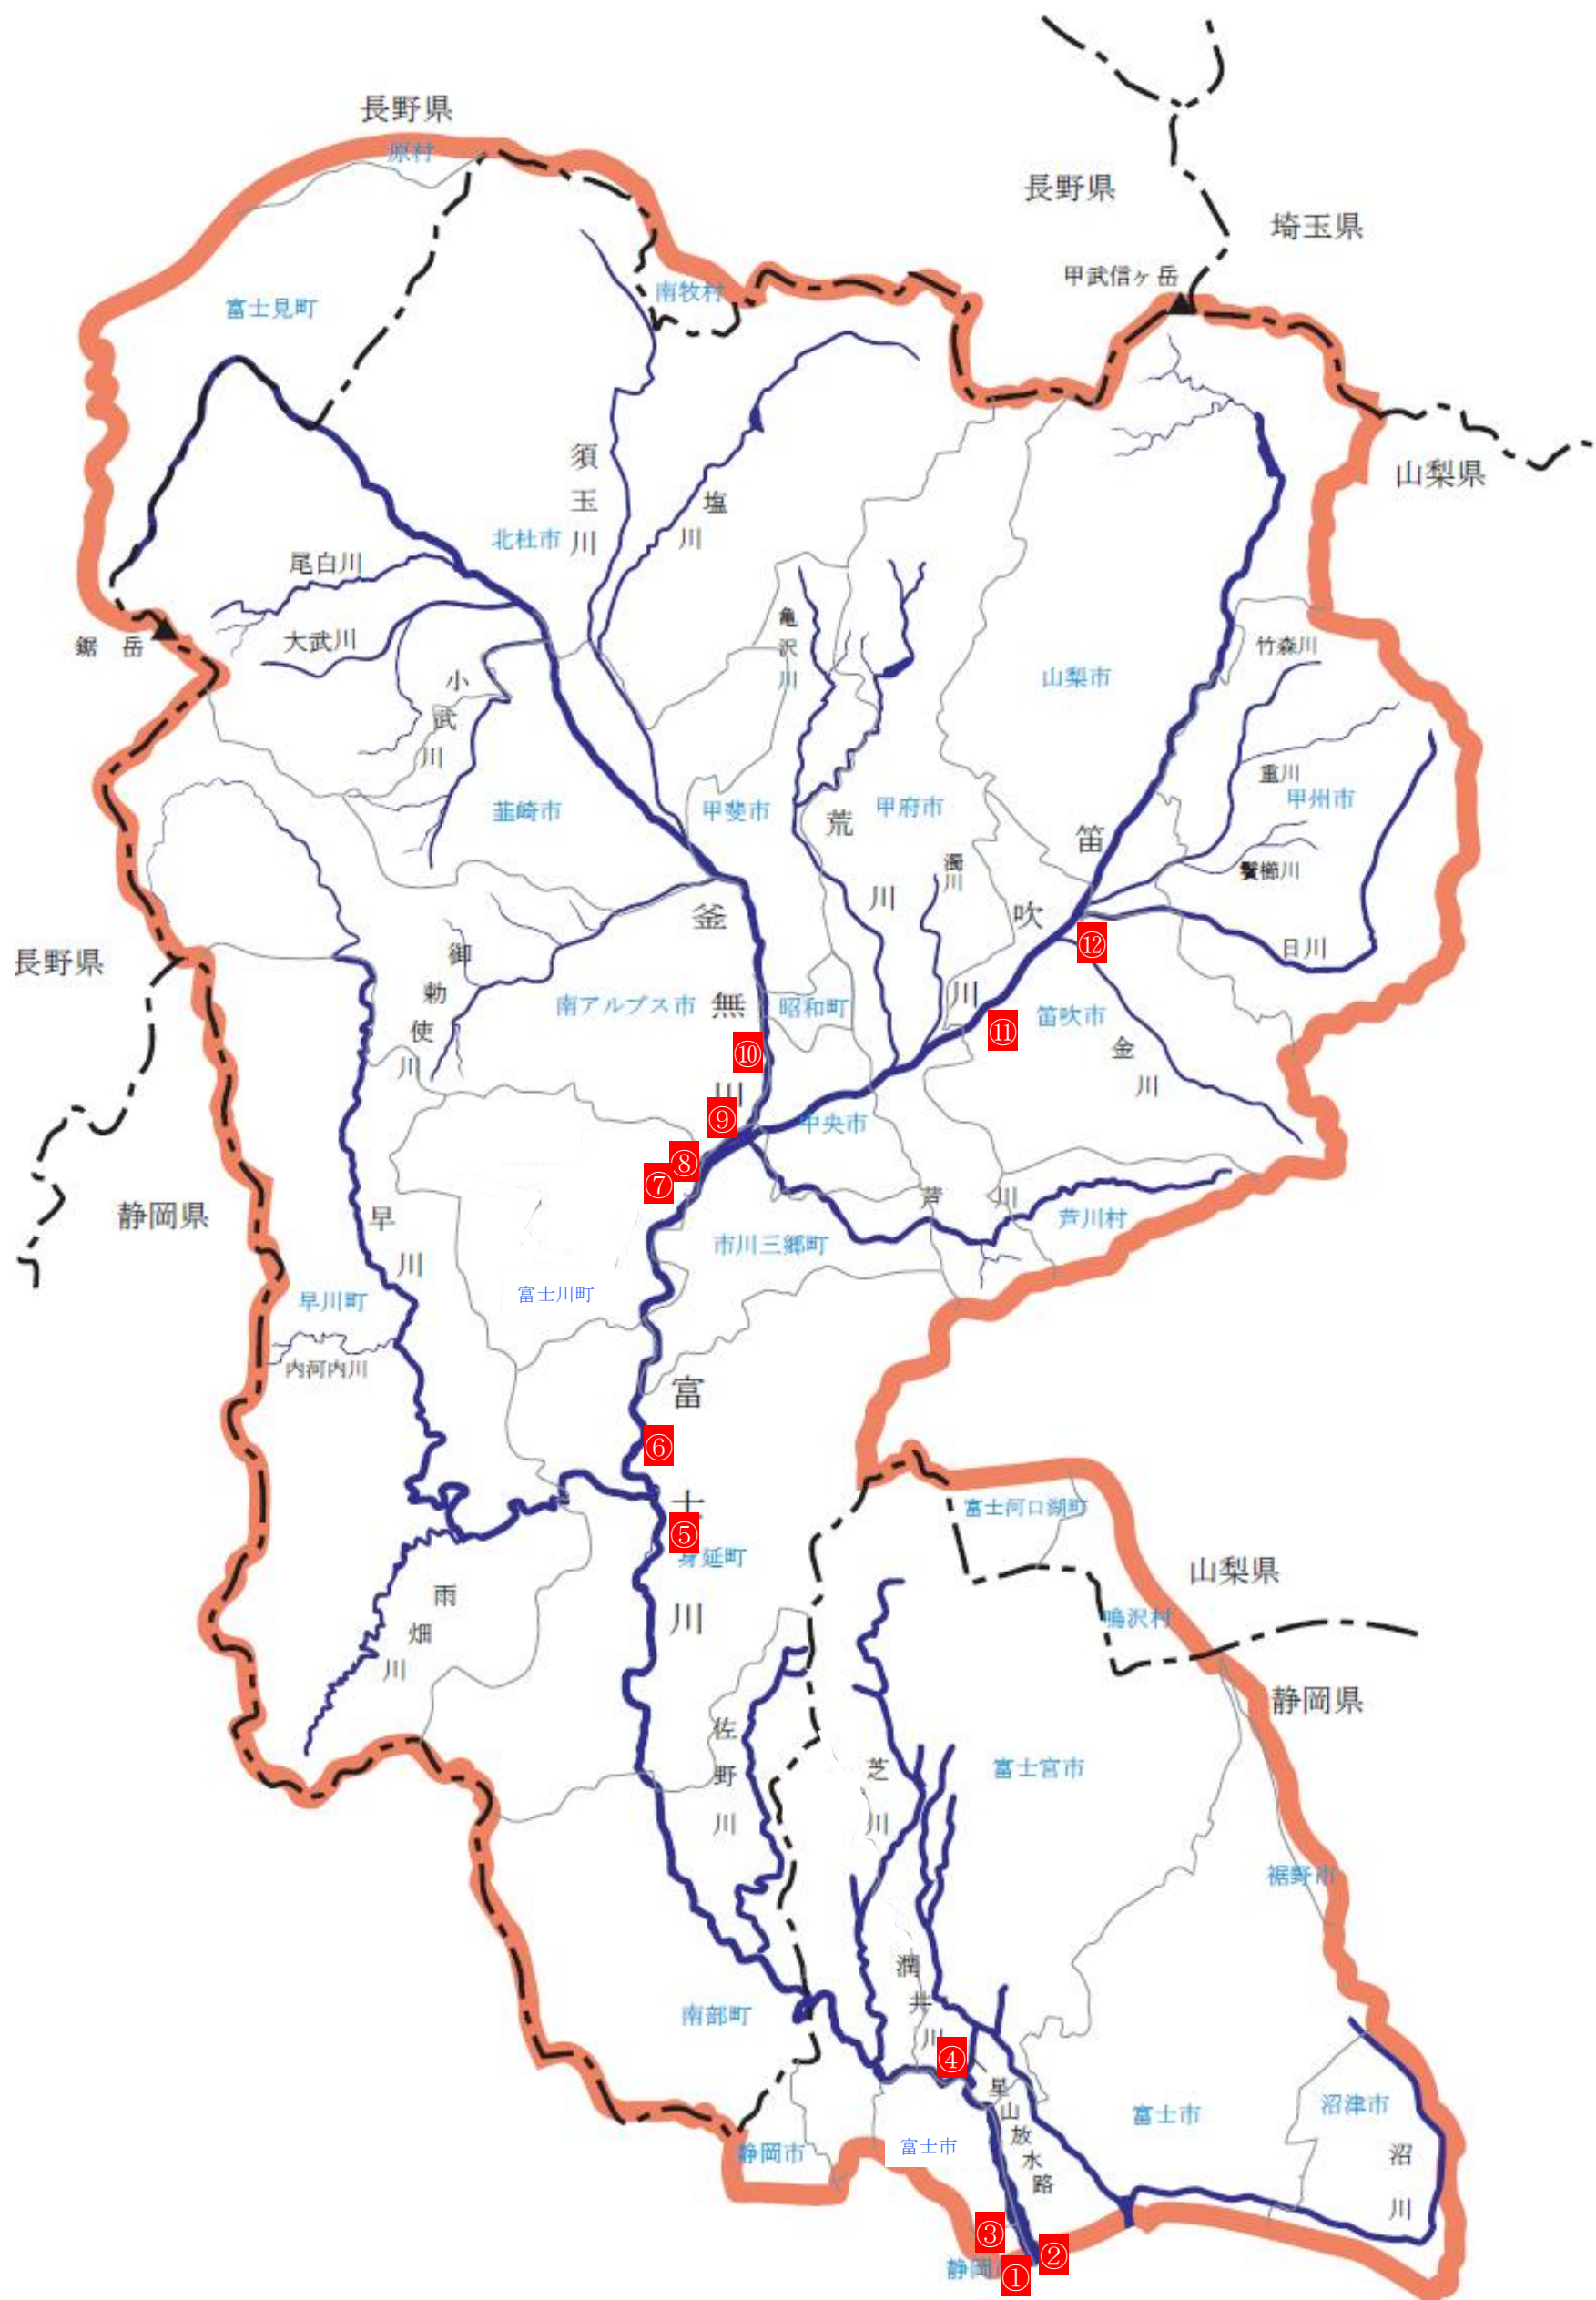 長野県
原村
長野県
埼玉県
甲武信ヶ岳
南牧村
富士見町
山梨県
須玉川
塩川
北杜市
尾白川
大武川
鋸 岳
小武川
亀沢川
竹森川
山梨市
重川
甲州市
韮崎市
甲斐市
荒川
甲府市
濁川
笛吹川
鬢櫛川
日川
⑫
釜無川
御勅使川
長野県
南アルプス市
昭和町
⑪
笛吹市
金川
⑩
⑨
中央市
⑧
⑦
芦川
芦川村
静岡県
早川
市川三郷町
富士川町
早川町
内河内川
富士川
⑥
⑤
身延町
富士河口湖町
山梨県
鳴沢村
雨畑川
静岡県
佐野川
芝川
富士宮市
裾野市
潤井川
南部町
④
星山放水路
富士市
沼津市
沼川
静岡市
富士市
③
②
静岡
①